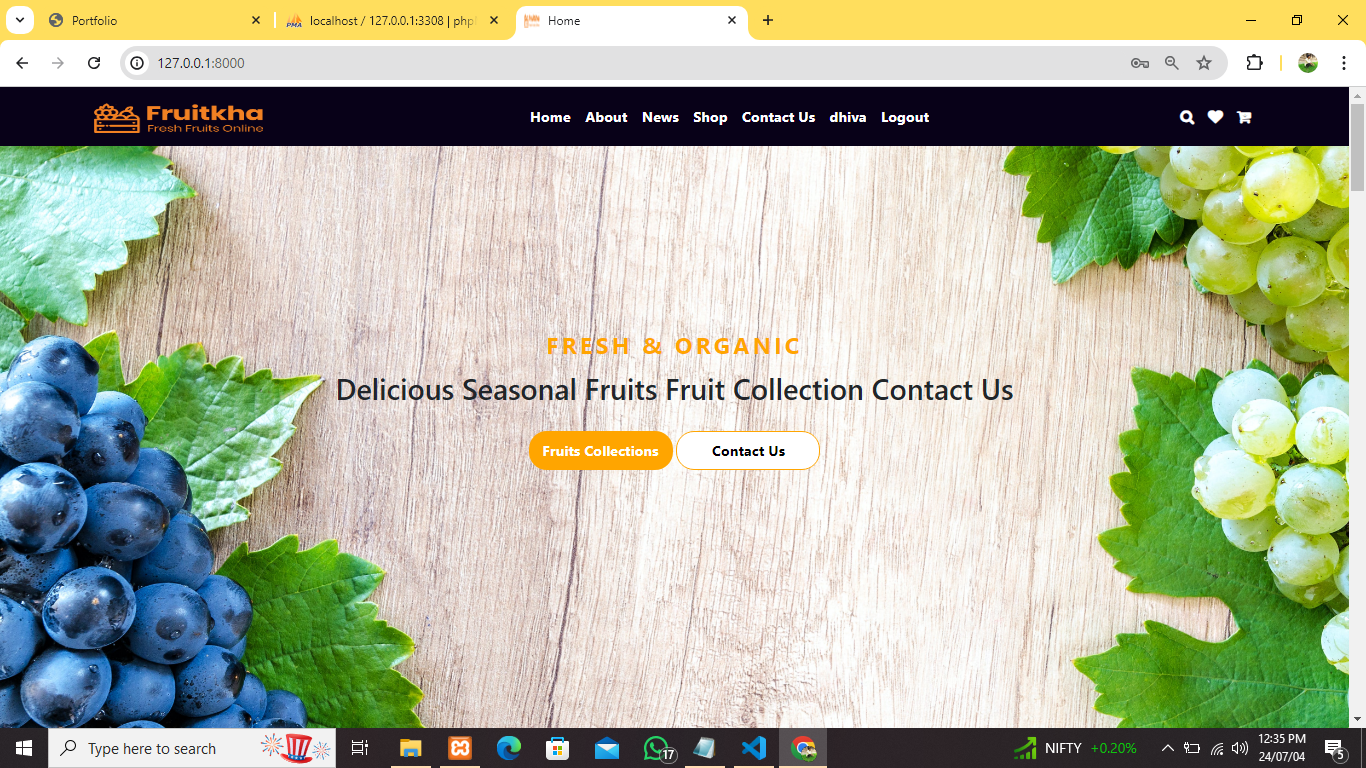 Portfolio
localhost / 127.0.0.1:3308 | php
Home
127.0.0.1:8000
Fruitkha
Fresh Fruits Online
Home About News Shop Contact Us dhiva Logout
FRESH & ORGANIC
Delicious Seasonal Fruits Fruit Collection Contact Us
Fruits Collections Contact Us
Type here to search
17
NIFTY +0.20%
12:35 PM
24/07/04
5